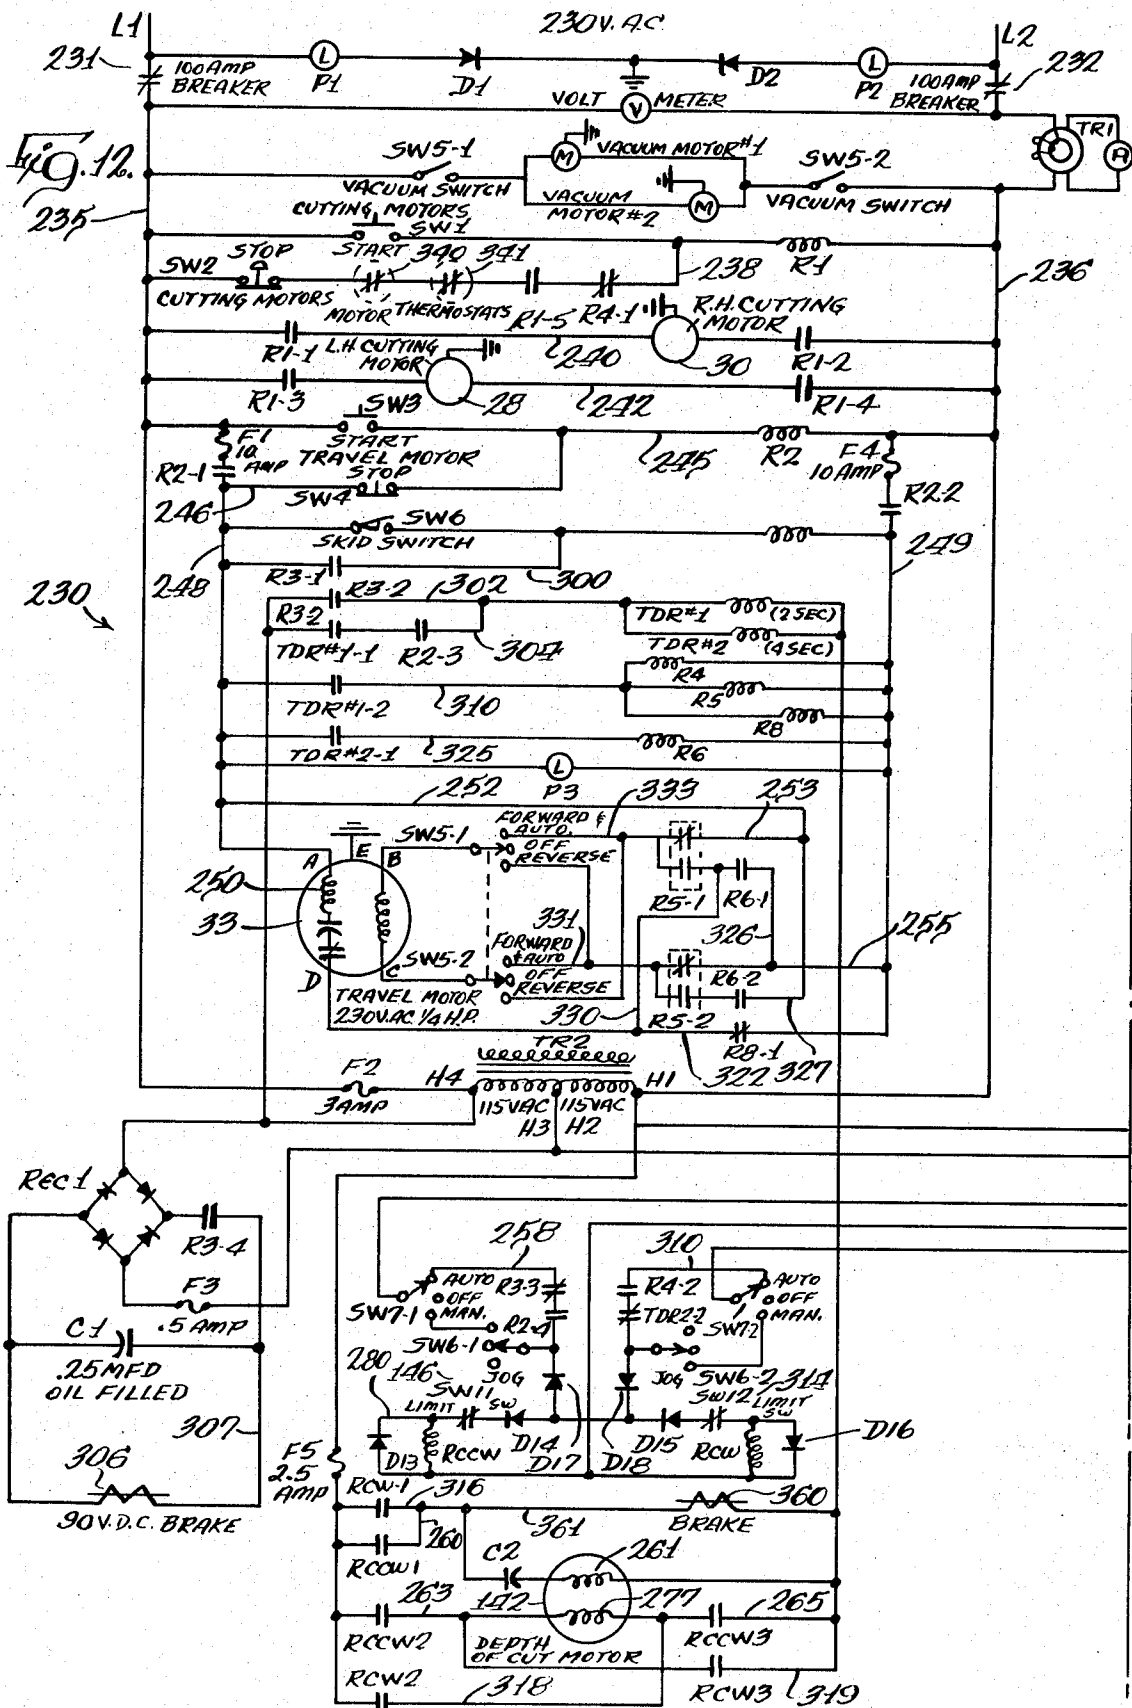 L1 230V. A.C L2
231 100AMP BREAKER L P1 D1 D2 L P2 100AMP BREAKER 232
VOLT V METER
TR1
A
Fig. 12.
SW5-1 M VACUUM MOTOR #1 SW5-2
VACUUM SWITCH VACUUM MOTOR #2 M VACUUM SWITCH
235
CUTTING MOTORS
SW1
START R1
STOP
SW2 340 341 238 236
CUTTING MOTORS MOTOR THERMOSTATS R1-5 R4-1
R.H. CUTTING MOTOR
R1-1 240 30 R1-2
L.H. CUTTING MOTOR
R1-3 28 242 R1-4
SW3
F1 10 AMP START TRAVEL MOTOR 245 R2 F4 10 AMP
R2-1 STOP R2-2
246 SW4
SW6
SKID SWITCH 249
248
230 R3-1 300
R3-2 302
R3-2 TDR#1 (2 SEC)
TDR#1-1 R2-3 304 TDR#2 (4 SEC)
R4
TDR#1-2 310 R5
R8
TDR#2-1 325 R6
L
P3
252 333 253
FORWARD & AUTO.
SW5-1 OFF
REVERSE
A E B
250 R5-1 R6-1
33 331 326 255
FORWARD & AUTO
D C SW5-2 OFF R6-2
REVERSE
TRAVEL MOTOR
230V.AC 1/4 H.P. 330 R5-2
R8-1
TR2 322 327
F2 H4 H1
3AMP 115VAC 115VAC
H3 H2
REC1
R3-4
F3
.5 AMP
C1
.25MFD
OIL FILLED
307
306
90V.D.C. BRAKE
258 310
AUTO R3-3 R4-2 AUTO
SW7-1 OFF OFF
MAN. TDR2-2 SW7-2 MAN.
R2-4
SW6-1
280 146 JOG JOG SW6-2 314
SW11 SW12
LIMIT SW LIMIT SW
D13 RCCW D14 D17 D18 D15 RCW D16
F5
2.5
AMP
RCW-1 316 360
361 BRAKE
RCCW1 260
C2 261
263 142 277 265
RCCW2 DEPTH OF CUT MOTOR RCCW3
RCW2 318 RCW3 319